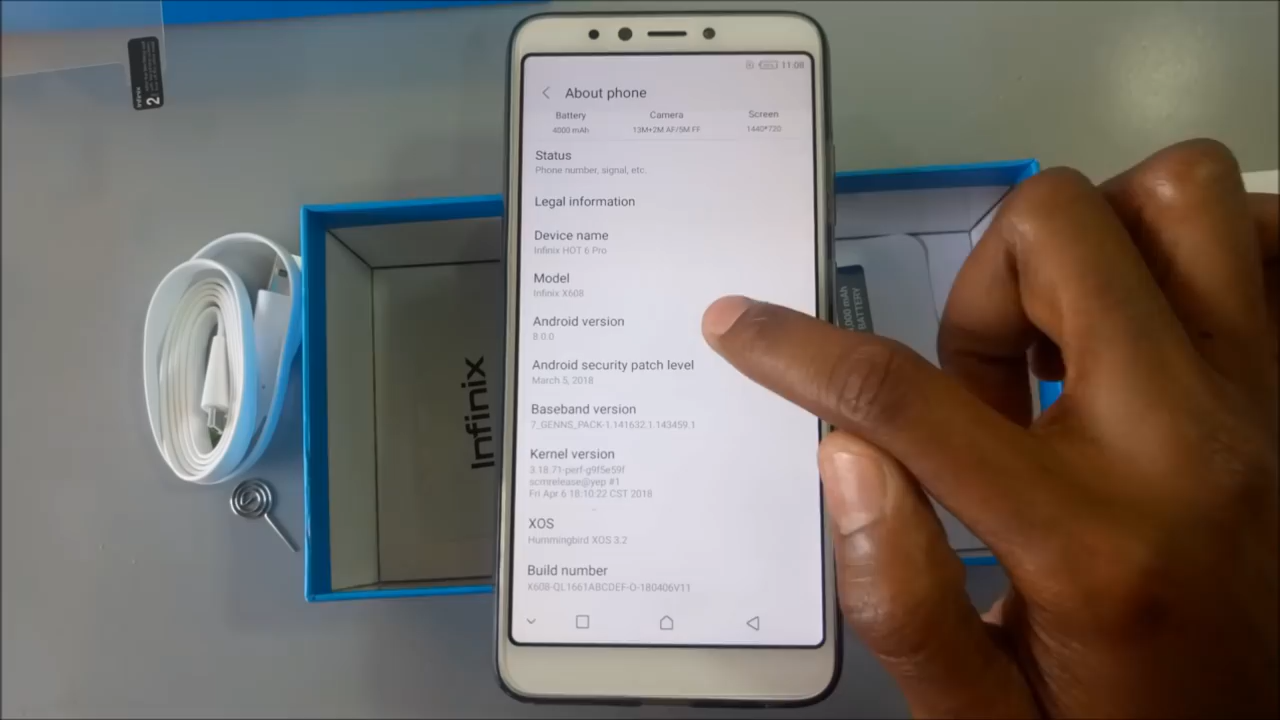 11:08
About phone
Battery
Camera
Screen
4000 mAh
13M+2M AF/5M FF
1440*720
Status
Phone number, signal, etc.
Legal information
Device name
Infinix HOT 6 Pro
Model
Infinix X608
Android version
8.0.0
Android security patch level
March 5, 2018
Baseband version
7_GENNS_PACK-1.141632.1.143459.1
Kernel version
3.18.71-perf-g9f5e59f
scmrelease@yep #1
Fri Apr 6 18:10:22 CST 2018
XOS
Hummingbird XOS 3.2
Build number
X608-QL1661ABCDEF-O-180406V11
Infinix
Infinix
2
mAh
BATTERY